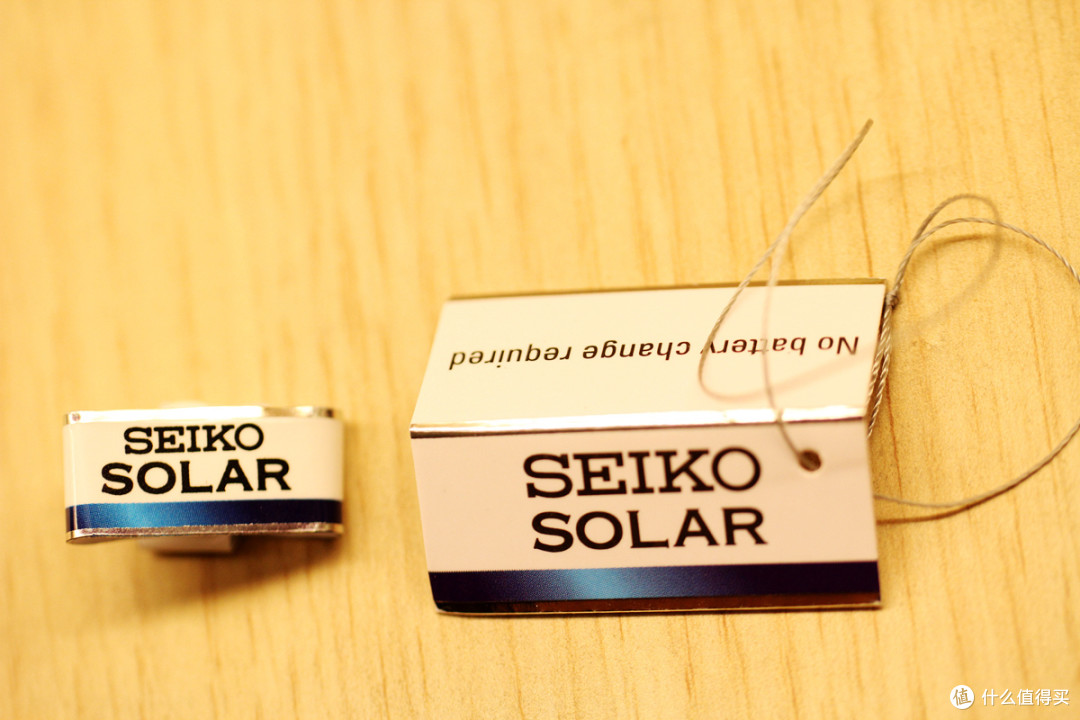 SEIKO
SOLAR
No battery change required
SEIKO
SOLAR
值 什么值得买